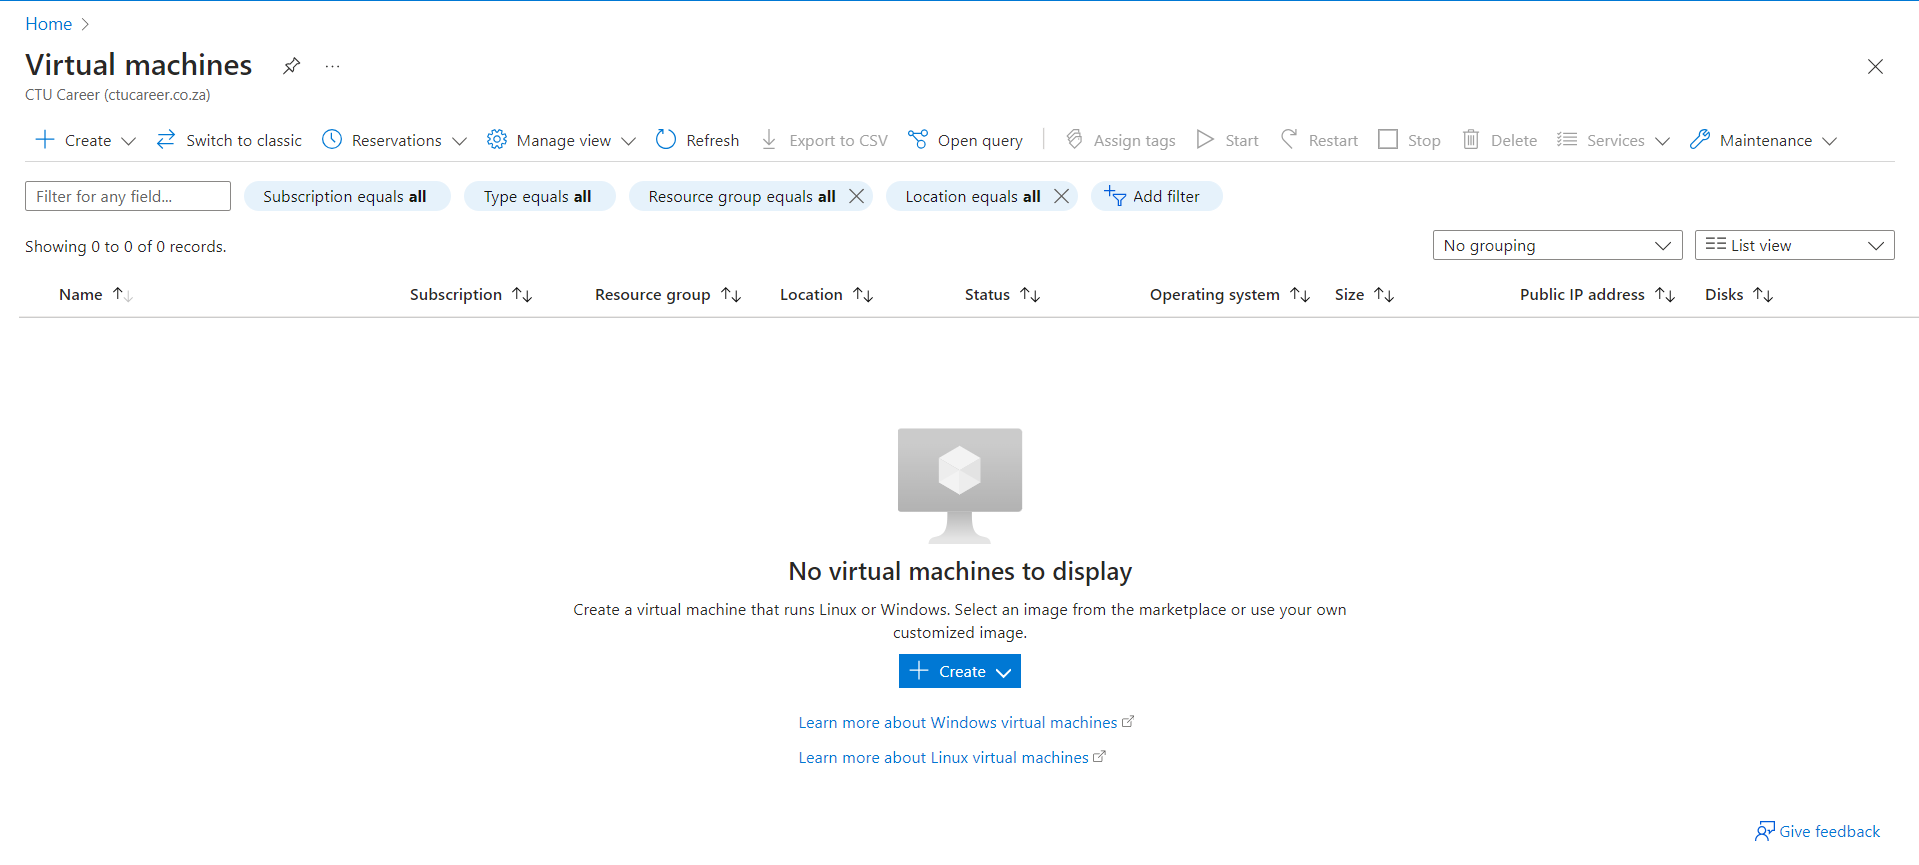 Home
Virtual machines
CTU Career (ctucareer.co.za)
Create Switch to classic Reservations Manage view Refresh Export to CSV Open query Assign tags Start Restart Stop Delete Services Maintenance
Filter for any field... Subscription equals all Type equals all Resource group equals all Location equals all Add filter
Showing 0 to 0 of 0 records. No grouping List view
Name Subscription Resource group Location Status Operating system Size Public IP address Disks
No virtual machines to display
Create a virtual machine that runs Linux or Windows. Select an image from the marketplace or use your own
customized image.
Create
Learn more about Windows virtual machines
Learn more about Linux virtual machines
Give feedback